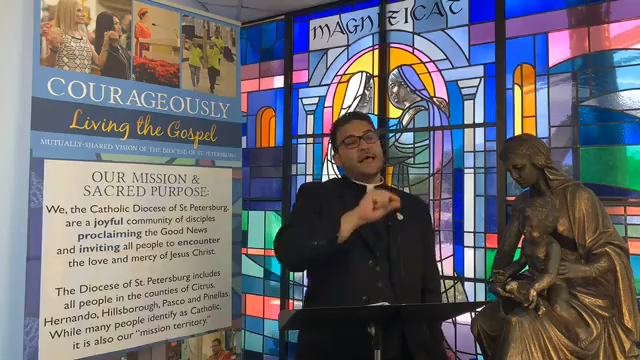 MAGNIFICAT
COURAGEOUSLY
Living the Gospel
MUTUALLY-SHARED VISION OF THE DIOCESE OF ST. PETERSBURG
OUR MISSION &
SACRED PURPOSE:
We, the Catholic Diocese of St. Petersburg,
are a joyful community of disciples
proclaiming the Good News
and inviting all people to encounter
the love and mercy of Jesus Christ.
The Diocese of St. Petersburg includes
all people in the counties of Citrus,
Hernando, Hillsborough, Pasco and Pinellas.
While many people identify as Catholic,
it is also our "mission territory."